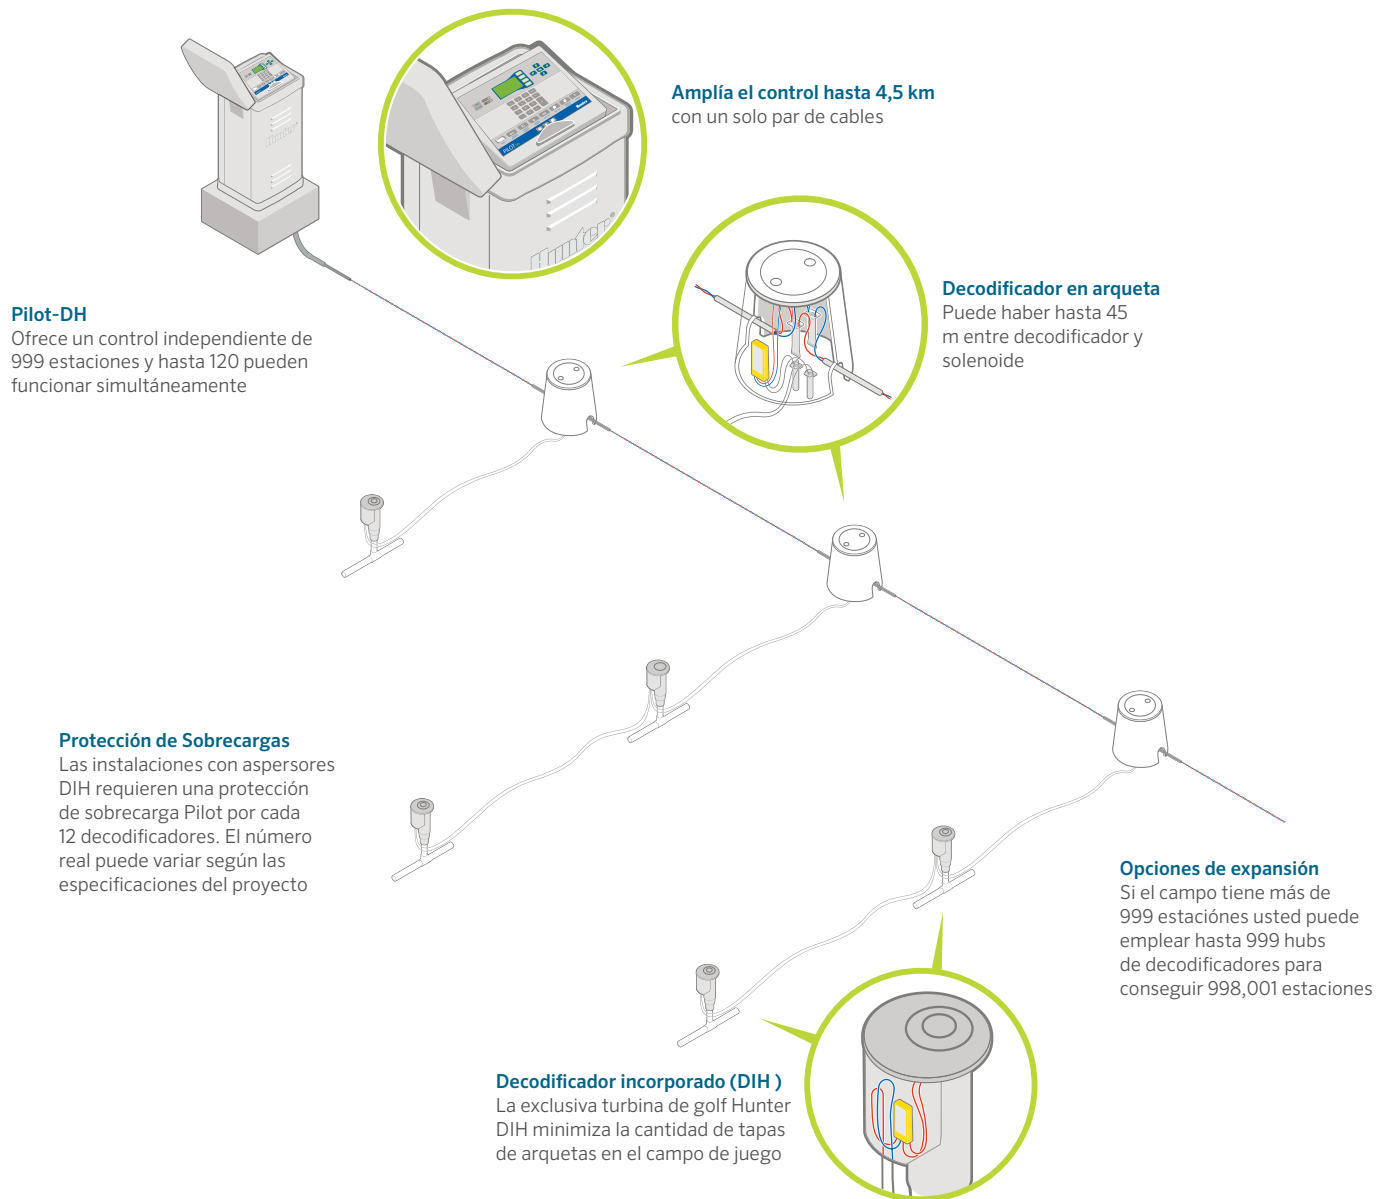 Amplía el control hasta 4,5 km
con un solo par de cables
Decodificador en arqueta
Puede haber hasta 45
m entre decodificador y
solenoide
Pilot-DH
Ofrece un control independiente de
999 estaciones y hasta 120 pueden
funcionar simultáneamente
Protección de Sobrecargas
Las instalaciones con aspersores
DIH requieren una protección
de sobrecarga Pilot por cada
12 decodificadores. El número
real puede variar según las
especificaciones del proyecto
Opciones de expansión
Si el campo tiene más de
999 estaciónes usted puede
emplear hasta 999 hubs
de decodificadores para
conseguir 998,001 estaciones
Decodificador incorporado (DIH )
La exclusiva turbina de golf Hunter
DIH minimiza la cantidad de tapas
de arquetas en el campo de juego
PILOT
Hunter
Hunter®